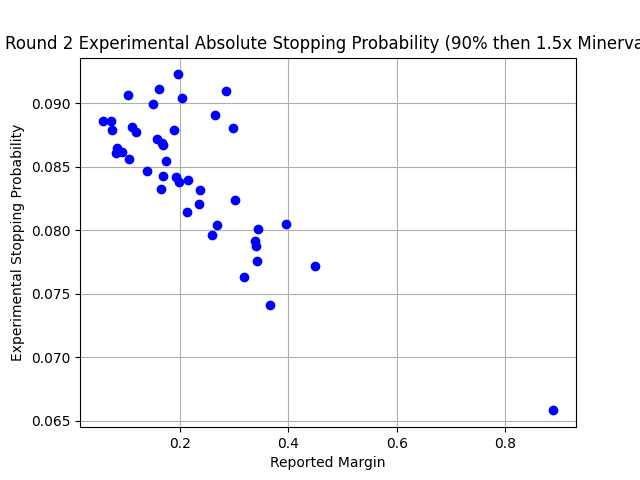 Round 2 Experimental Absolute Stopping Probability (90% then 1.5x Minerva
0.090
0.085
0.080
0.075
0.070
0.065
Experimental Stopping Probability
0.2 0.4 0.6 0.8
Reported Margin